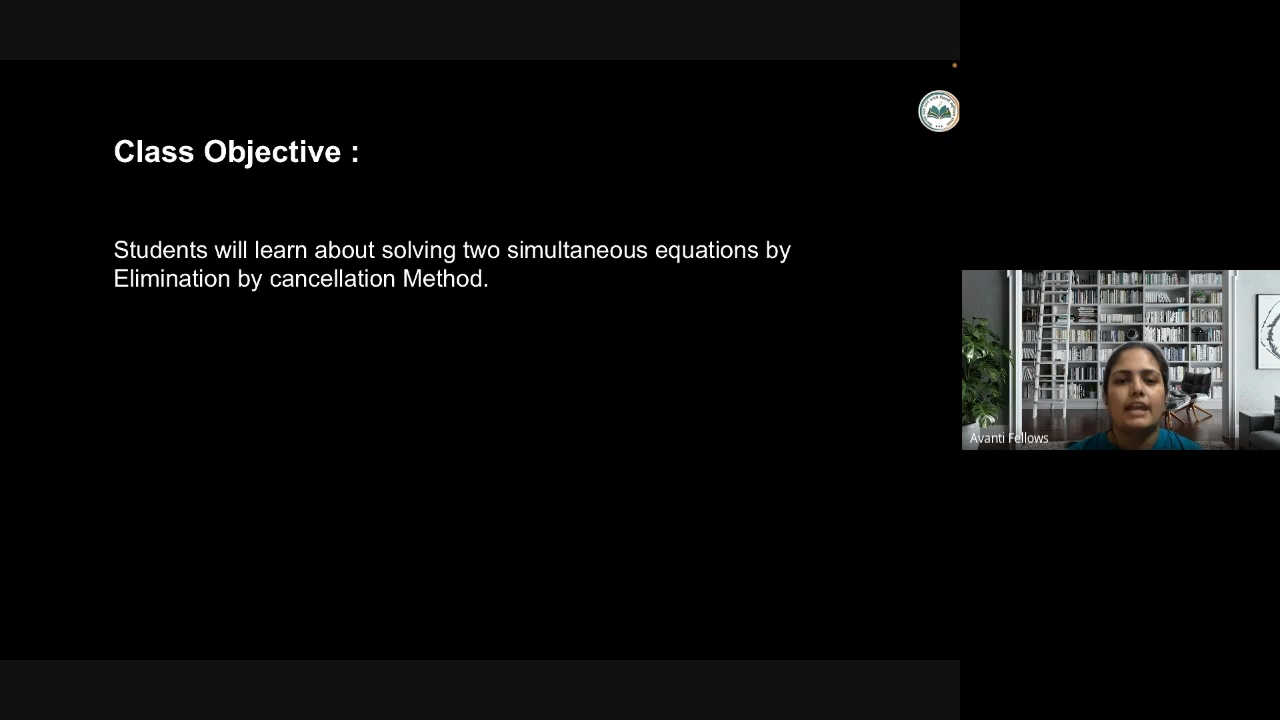 Class Objective :
Students will learn about solving two simultaneous equations by
Elimination by cancellation Method.
Avanti Fellows